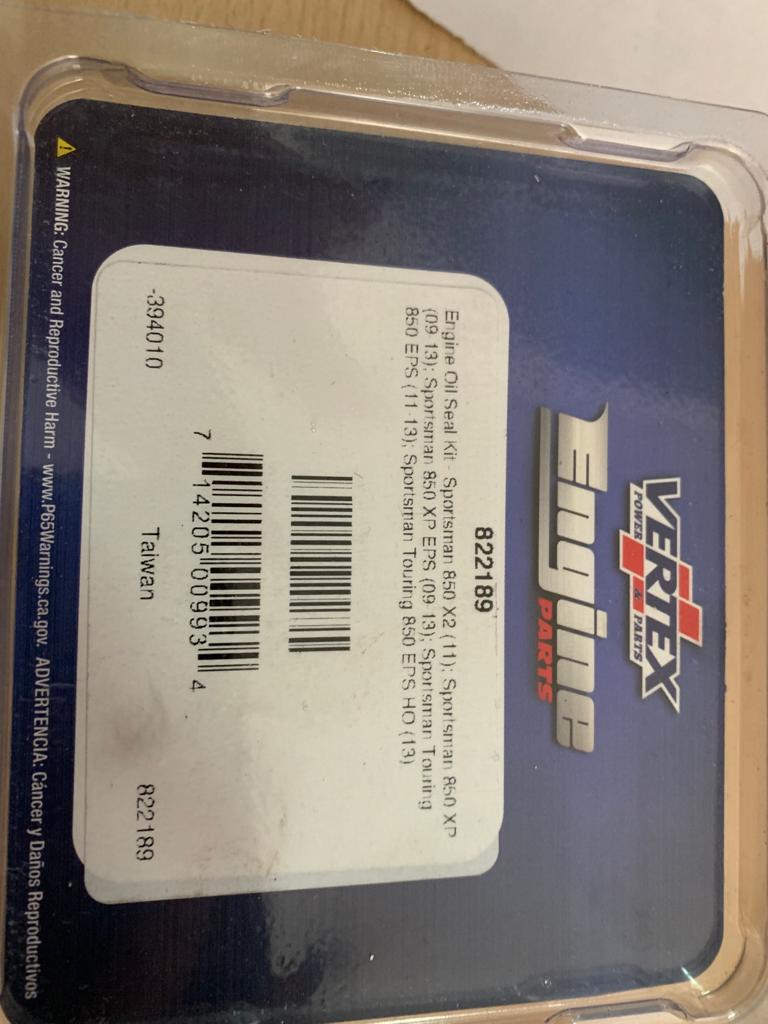 VERTEX
POWER & PARTS
Engine
PARTS
822189
Engine Oil Seal Kit - Sportsman 850 X2 (11); Sportsman 850 XP
(09-13); Sportsman 850 XP EPS (09-13); Sportsman Touring
850 EPS (11-13); Sportsman Touring 850 EPS HO (13)
7 14205 00993 4
-394010 Taiwan 822189
WARNING: Cancer and Reproductive Harm - www.P65Warnings.ca.gov. ADVERTENCIA: Cáncer y Daños Reproductivos